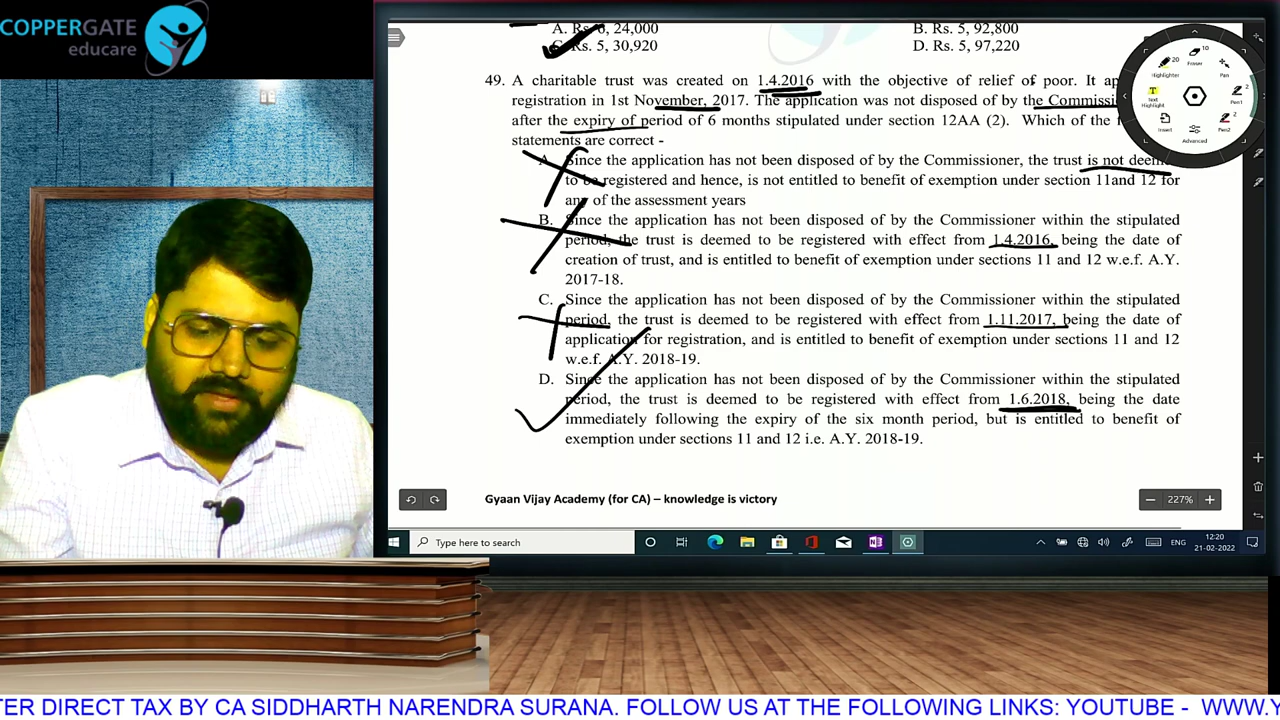 COPPERGATE
educare
A. Rs. 6, 24,000 B. Rs. 5, 92,800
Rs. 5, 30,920 D. Rs. 5, 97,220
49. A charitable trust was created on 1.4.2016 with the objective of relief of poor. It
registration in 1st November, 2017. The application was not disposed of by the
after the expiry of period of 6 months stipulated under section 12AA (2). Which of the
statements are correct -
Since the application has not been disposed of by the Commissioner, the trust is not
to be registered and hence, is not entitled to benefit of exemption under section 11and 12 for
any of the assessment years
B. Since the application has not been disposed of by the Commissioner within the stipulated
period, the trust is deemed to be registered with effect from 1.4.2016, being the date of
creation of trust, and is entitled to benefit of exemption under sections 11 and 12 w.e.f. A.Y.
2017-18.
C. Since the application has not been disposed of by the Commissioner within the stipulated
period, the trust is deemed to be registered with effect from 1.11.2017, being the date of
application for registration, and is entitled to benefit of exemption under sections 11 and 12
w.e.f. A.Y. 2018-19.
D. Since the application has not been disposed of by the Commissioner within the stipulated
period, the trust is deemed to be registered with effect from 1.6.2018, being the date
immediately following the expiry of the six month period, but is entitled to benefit of
exemption under sections 11 and 12 i.e. A.Y. 2018-19.
Gyaan Vijay Academy (for CA) – knowledge is victory
227%
Highlighter
20
Eraser
10
Pen
Text Highlight
Pen1
2
Insert
Pen2
2
Advanced
Type here to search
ENG
12:20
21-02-2022
TER DIRECT TAX BY CA SIDDHARTH NARENDRA SURANA. FOLLOW US AT THE FOLLOWING LINKS: YOUTUBE - WWW.Y